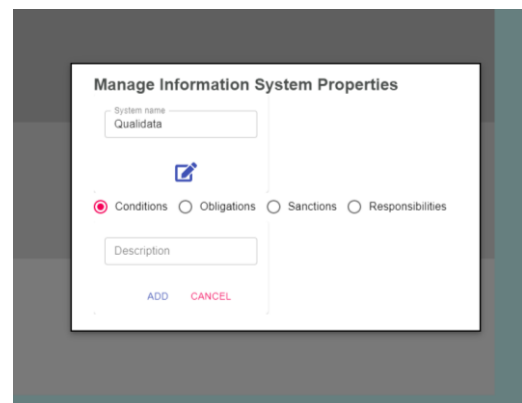 Manage Information System Properties
System name
Qualidata
Conditions Obligations Sanctions Responsibilities
Description
ADD CANCEL